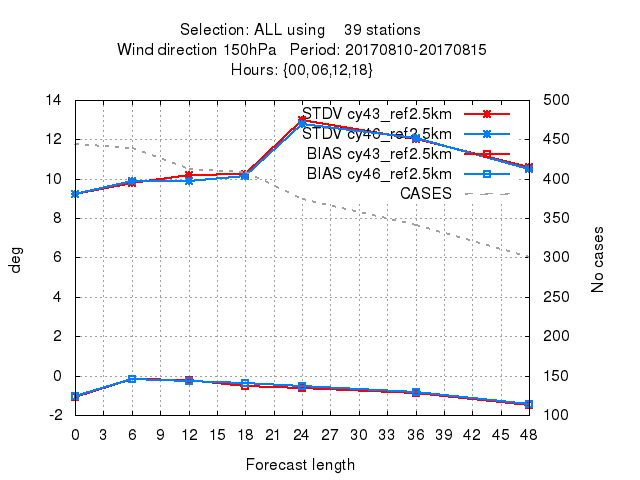 Selection: ALL using 39 stations
Wind direction 150hPa Period: 20170810-20170815
Hours: {00,06,12,18}
14 500
STDV cy43_ref2.5km
12 450
STDV cy46_ref2.5km
BIAS cy43_ref2.5km
10 400
BIAS cy46_ref2.5km
CASES
8 350
6 300
deg
No cases
4 250
2 200
0 150
-2 100
0 3 6 9 12 15 18 21 24 27 30 33 36 39 42 45 48
Forecast length